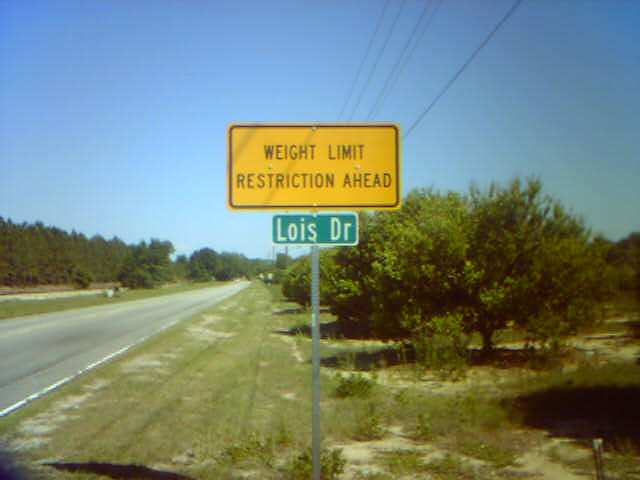 WEIGHT LIMIT
RESTRICTION AHEAD
Lois Dr